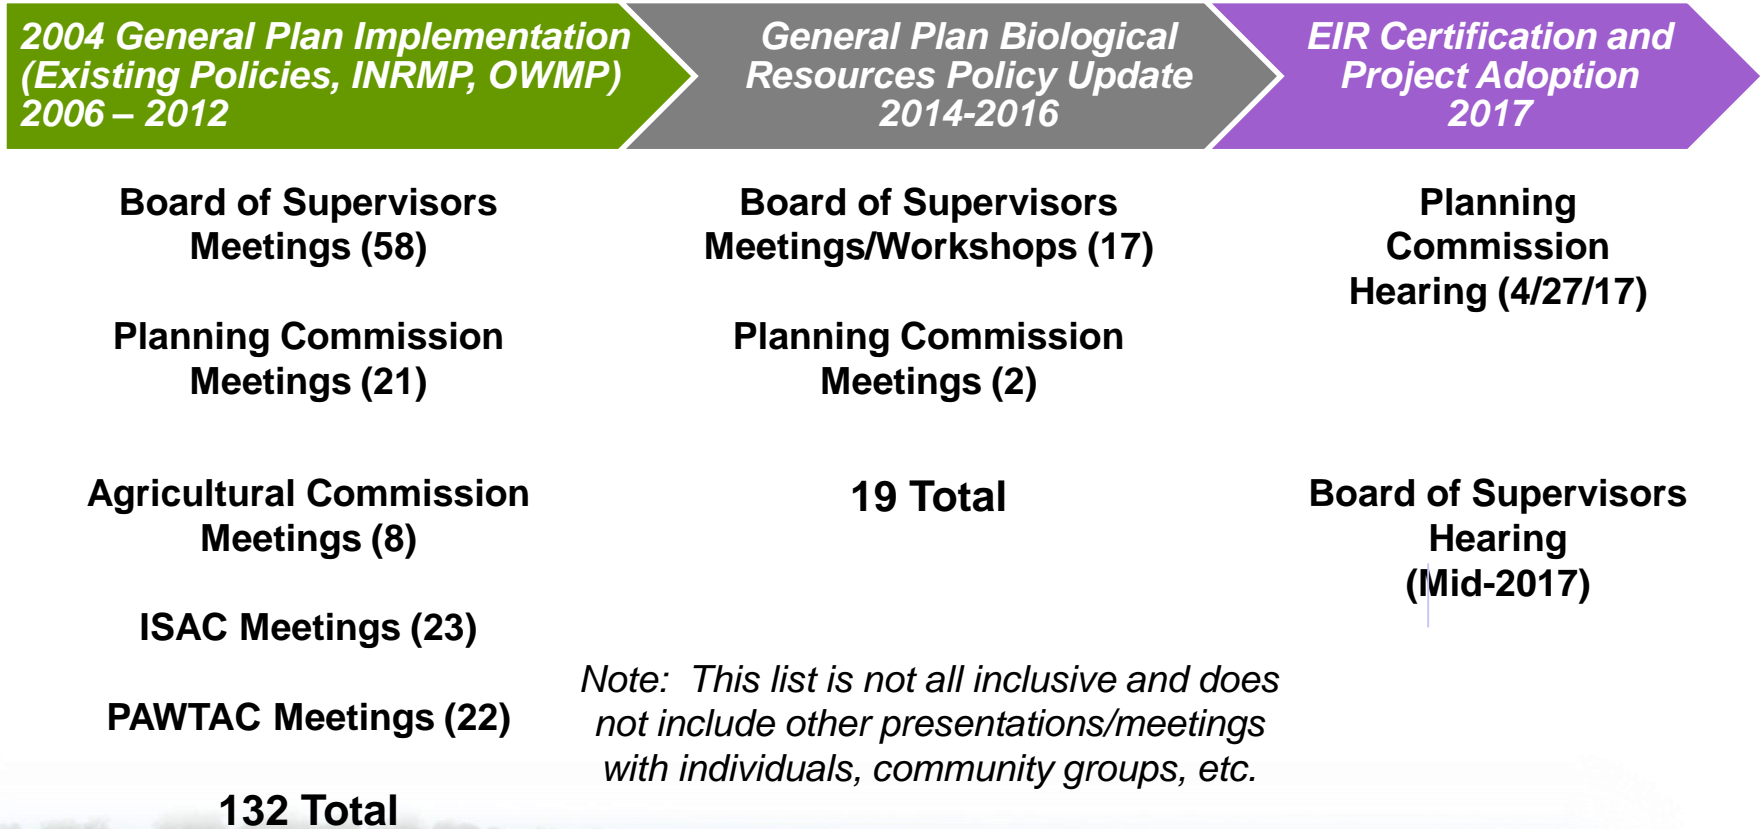 2004 General Plan Implementation
(Existing Policies, INRMP, OWMP)
2006 – 2012
General Plan Biological
Resources Policy Update
2014-2016
EIR Certification and
Project Adoption
2017
Board of Supervisors
Meetings (58)
Planning Commission
Meetings (21)
Agricultural Commission
Meetings (8)
ISAC Meetings (23)
PAWTAC Meetings (22)
132 Total
Board of Supervisors
Meetings/Workshops (17)
Planning Commission
Meetings (2)
19 Total
Planning
Commission
Hearing (4/27/17)
Board of Supervisors
Hearing
(Mid-2017)
Note:  This list is not all inclusive and does
not include other presentations/meetings
with individuals, community groups, etc.